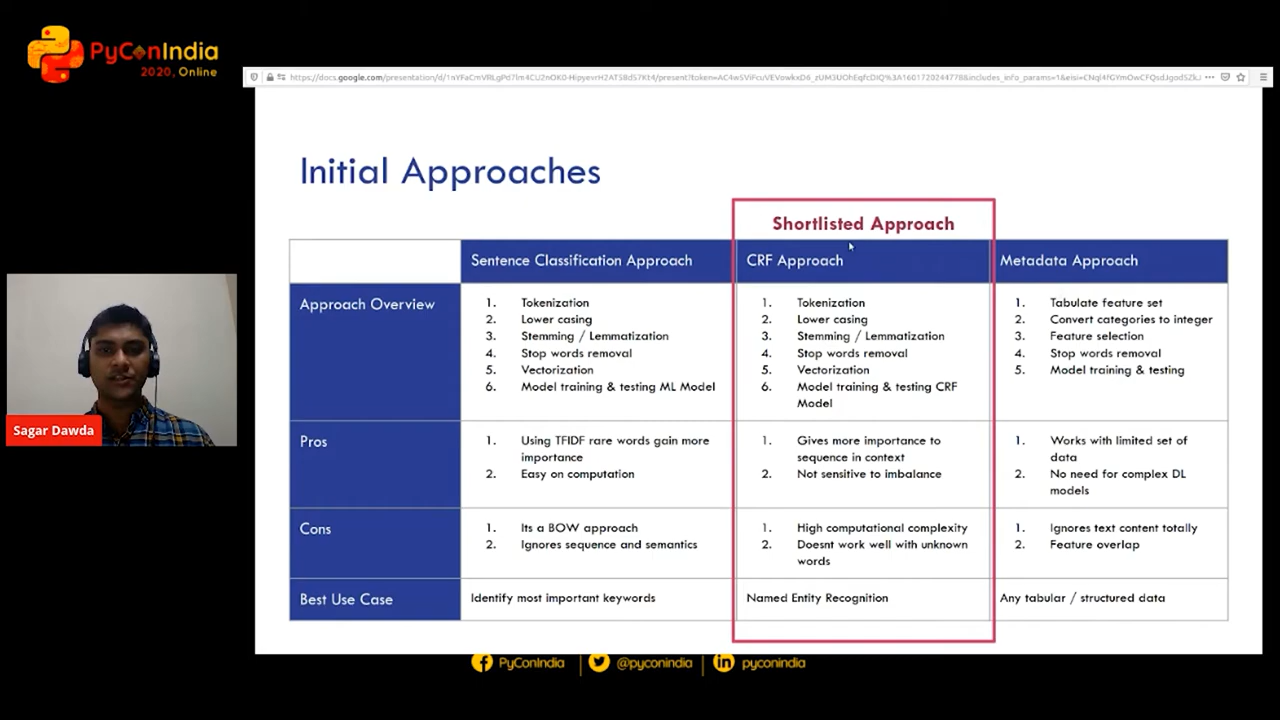 PyConIndia
2020, Online
Initial Approaches
Shortlisted Approach
Sentence Classification Approach
CRF Approach
Metadata Approach
Approach Overview
1. Tokenization
2. Lower casing
3. Stemming / Lemmatization
4. Stop words removal
5. Vectorization
6. Model training & testing ML Model
1. Tokenization
2. Lower casing
3. Stemming / Lemmatization
4. Stop words removal
5. Vectorization
6. Model training & testing CRF
Model
1. Tabulate feature set
2. Convert categories to integer
3. Feature selection
4. Stop words removal
5. Model training & testing
Pros
1. Using TFIDF rare words gain more
importance
2. Easy on computation
1. Gives more importance to
sequence in context
2. Not sensitive to imbalance
1. Works with limited set of
data
2. No need for complex DL
models
Cons
1. Its a BOW approach
2. Ignores sequence and semantics
1. High computational complexity
2. Doesnt work well with unknown
words
1. Ignores text content totally
2. Feature overlap
Best Use Case
Identify most important keywords
Named Entity Recognition
Any tabular / structured data
Sagar Dawda
PyConIndia
@pyconindia
pyconindia